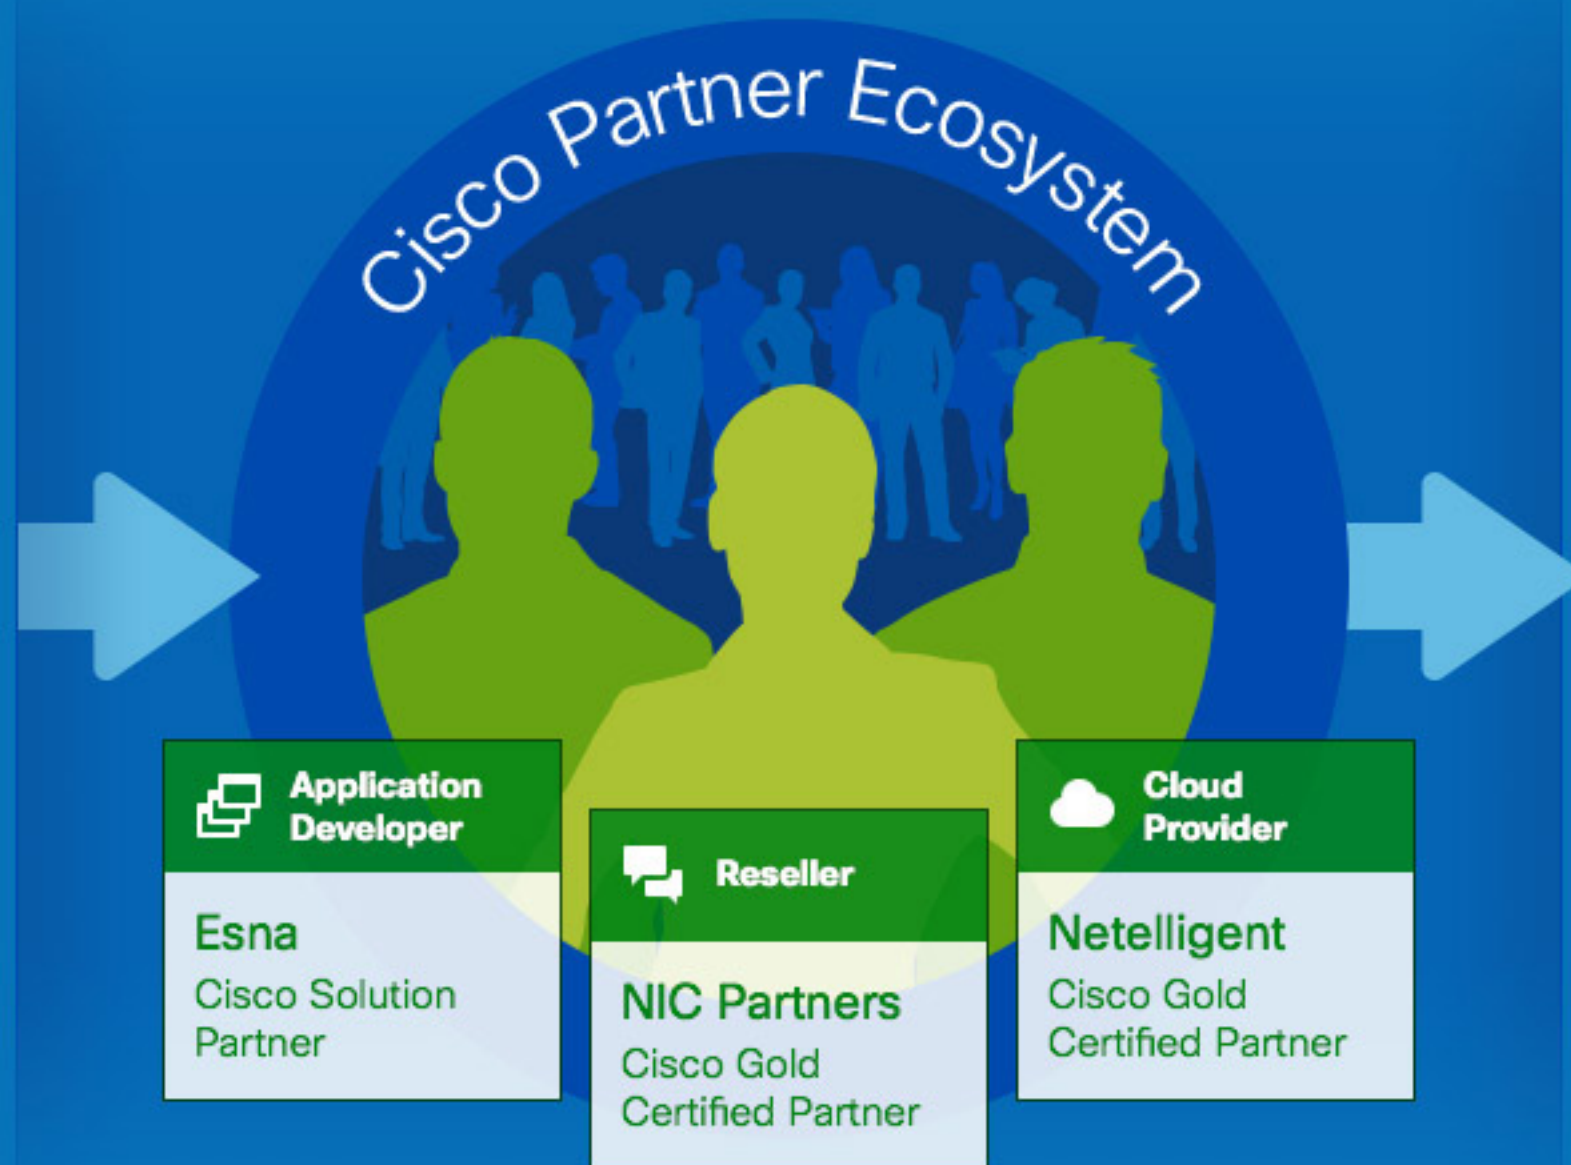 Cisco Partner Ecosystem
Application
Developer
Esna
Cisco Solution
Partner
Reseller
NIC Partners
Cisco Gold
Certified Partner
Cloud
Provider
Netelligent
Cisco Gold
Certified Partner